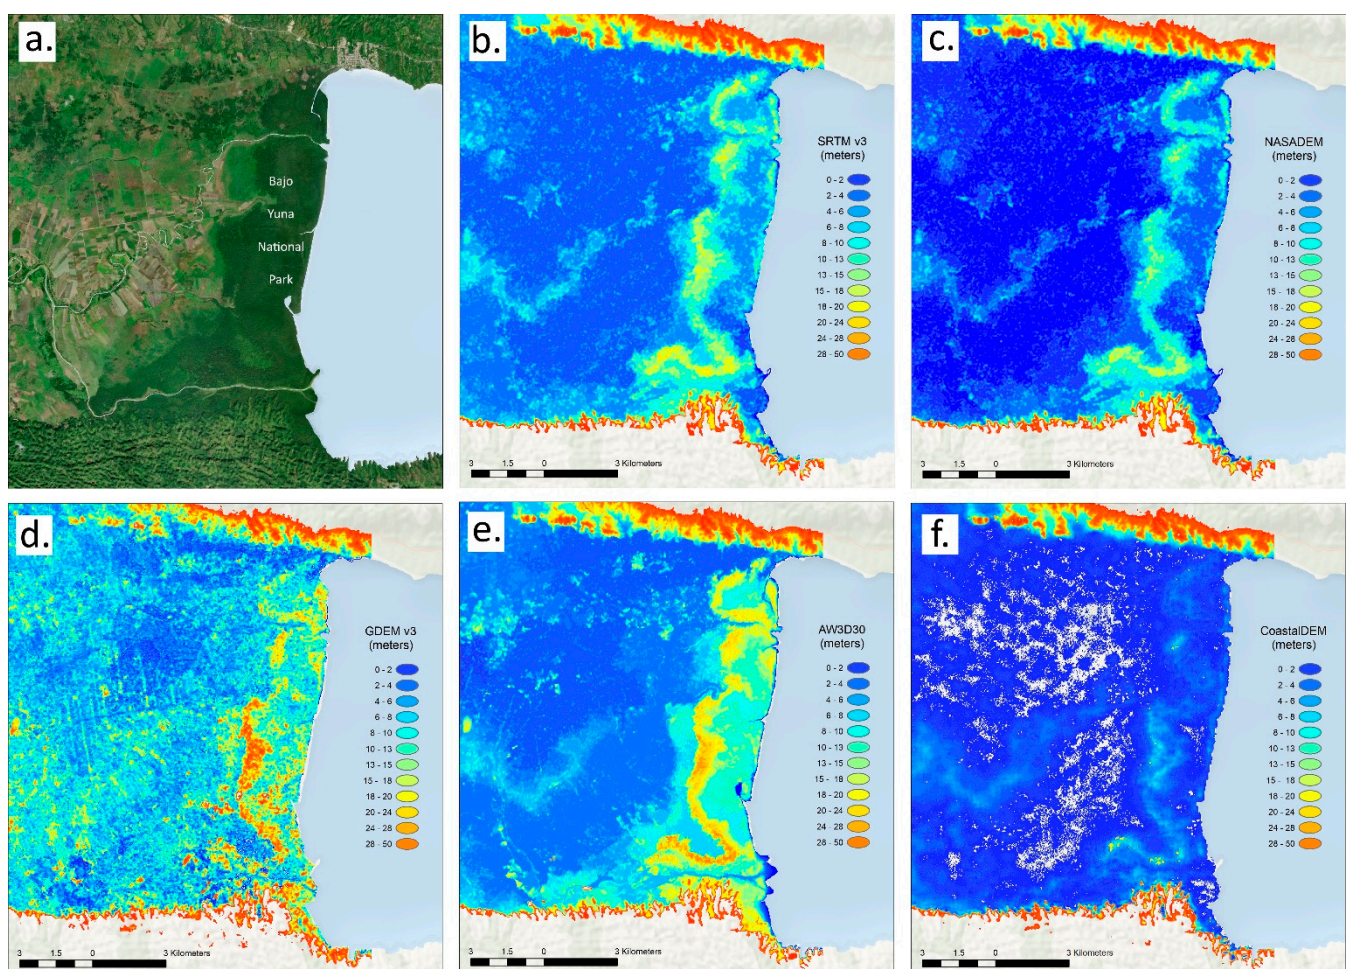 a.
Bajo
Yuna
National
Park
b.
SRTM v3
(meters)
0 - 2
2 - 4
4 - 6
6 - 8
8 - 10
10 - 13
13 - 15
15 - 18
18 - 20
20 - 24
24 - 28
28 - 50
3 1.5 0 3 Kilometers
c.
NASADEM
(meters)
0 - 2
2 - 4
4 - 6
6 - 8
8 - 10
10 - 13
13 - 15
15 - 18
18 - 20
20 - 24
24 - 28
28 - 50
3 1.5 0 3 Kilometers
d.
GDEM v3
(meters)
0 - 2
2 - 4
4 - 6
6 - 8
8 - 10
10 - 13
13 - 15
15 - 18
18 - 20
20 - 24
24 - 28
28 - 50
3 1.5 0 3 Kilometers
e.
AW3D30
(meters)
0 - 2
2 - 4
4 - 6
6 - 8
8 - 10
10 - 13
13 - 15
15 - 18
18 - 20
20 - 24
24 - 28
28 - 50
3 1.5 0 3 Kilometers
f.
CoastalDEM
(meters)
0 - 2
2 - 4
4 - 6
6 - 8
8 - 10
10 - 13
13 - 15
15 - 18
18 - 20
20 - 24
24 - 28
28 - 50
3 1.5 0 3 Kilometers